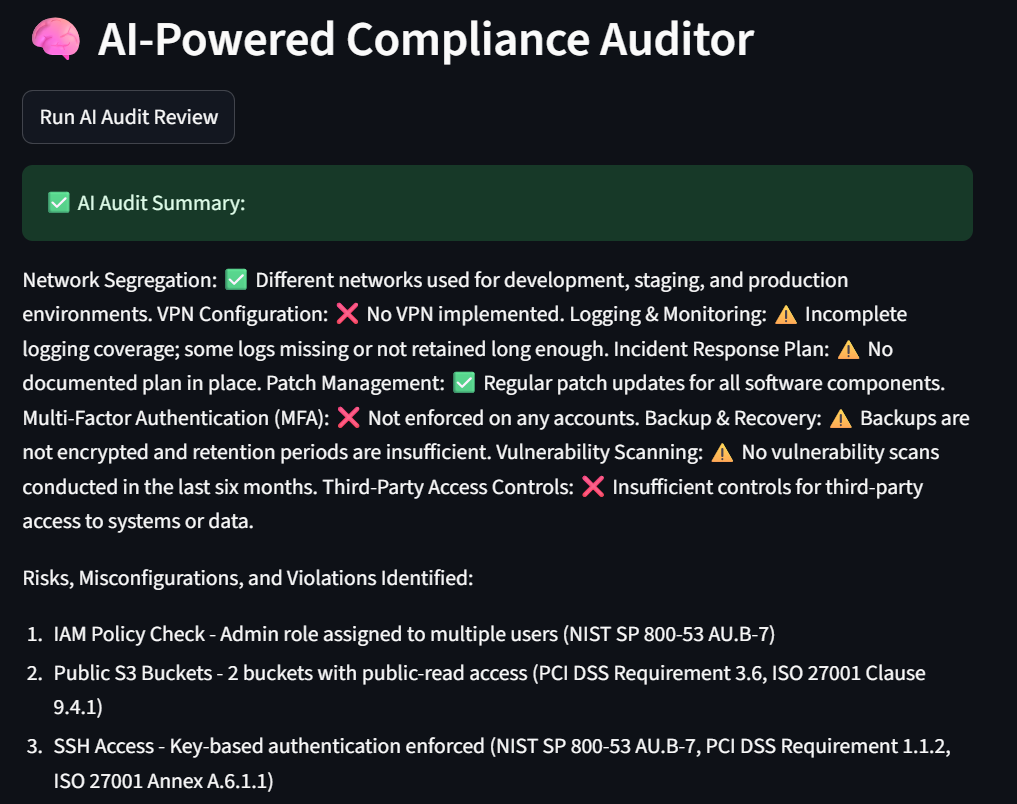 🧠 AI-Powered Compliance Auditor
Run AI Audit Review
✅ AI Audit Summary:
Network Segregation: ✅ Different networks used for development, staging, and production
environments. VPN Configuration: ❌ No VPN implemented. Logging & Monitoring: ⚠️ Incomplete
logging coverage; some logs missing or not retained long enough. Incident Response Plan: ⚠️ No
documented plan in place. Patch Management: ✅ Regular patch updates for all software components.
Multi-Factor Authentication (MFA): ❌ Not enforced on any accounts. Backup & Recovery: ⚠️ Backups are
not encrypted and retention periods are insufficient. Vulnerability Scanning: ⚠️ No vulnerability scans
conducted in the last six months. Third-Party Access Controls: ❌ Insufficient controls for third-party
access to systems or data.
Risks, Misconfigurations, and Violations Identified:
1. IAM Policy Check - Admin role assigned to multiple users (NIST SP 800-53 AU.B-7)
2. Public S3 Buckets - 2 buckets with public-read access (PCI DSS Requirement 3.6, ISO 27001 Clause
9.4.1)
3. SSH Access - Key-based authentication enforced (NIST SP 800-53 AU.B-7, PCI DSS Requirement 1.1.2,
ISO 27001 Annex A.6.1.1)